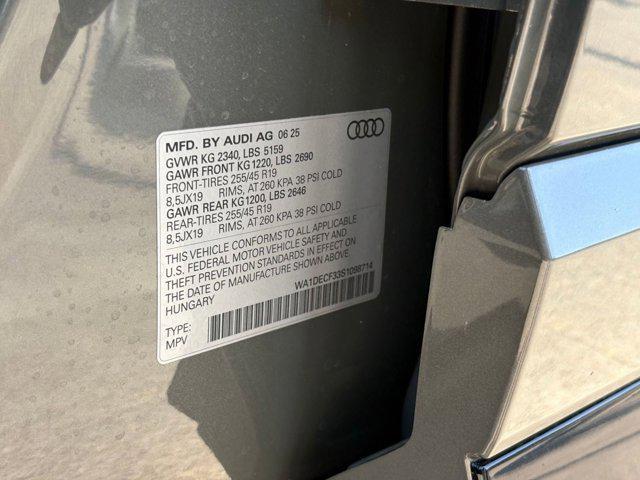 MFD. BY AUDI AG 06 25
GVWR KG 2340, LBS 5159
GAWR FRONT KG1220, LBS 2690
FRONT-TIRES 255/45 R19
8,5JX19 RIMS, AT 260 KPA 38 PSI COLD
GAWR REAR KG1200, LBS 2646
REAR-TIRES 255/45 R19
8,5JX19 RIMS, AT 260 KPA 38 PSI COLD
THIS VEHICLE CONFORMS TO ALL APPLICABLE
U.S. FEDERAL MOTOR VEHICLE SAFETY AND
THEFT PREVENTION STANDARDS IN EFFECT ON
THE DATE OF MANUFACTURE SHOWN ABOVE.
HUNGARY
WA1DECF33S1098714
TYPE:
MPV